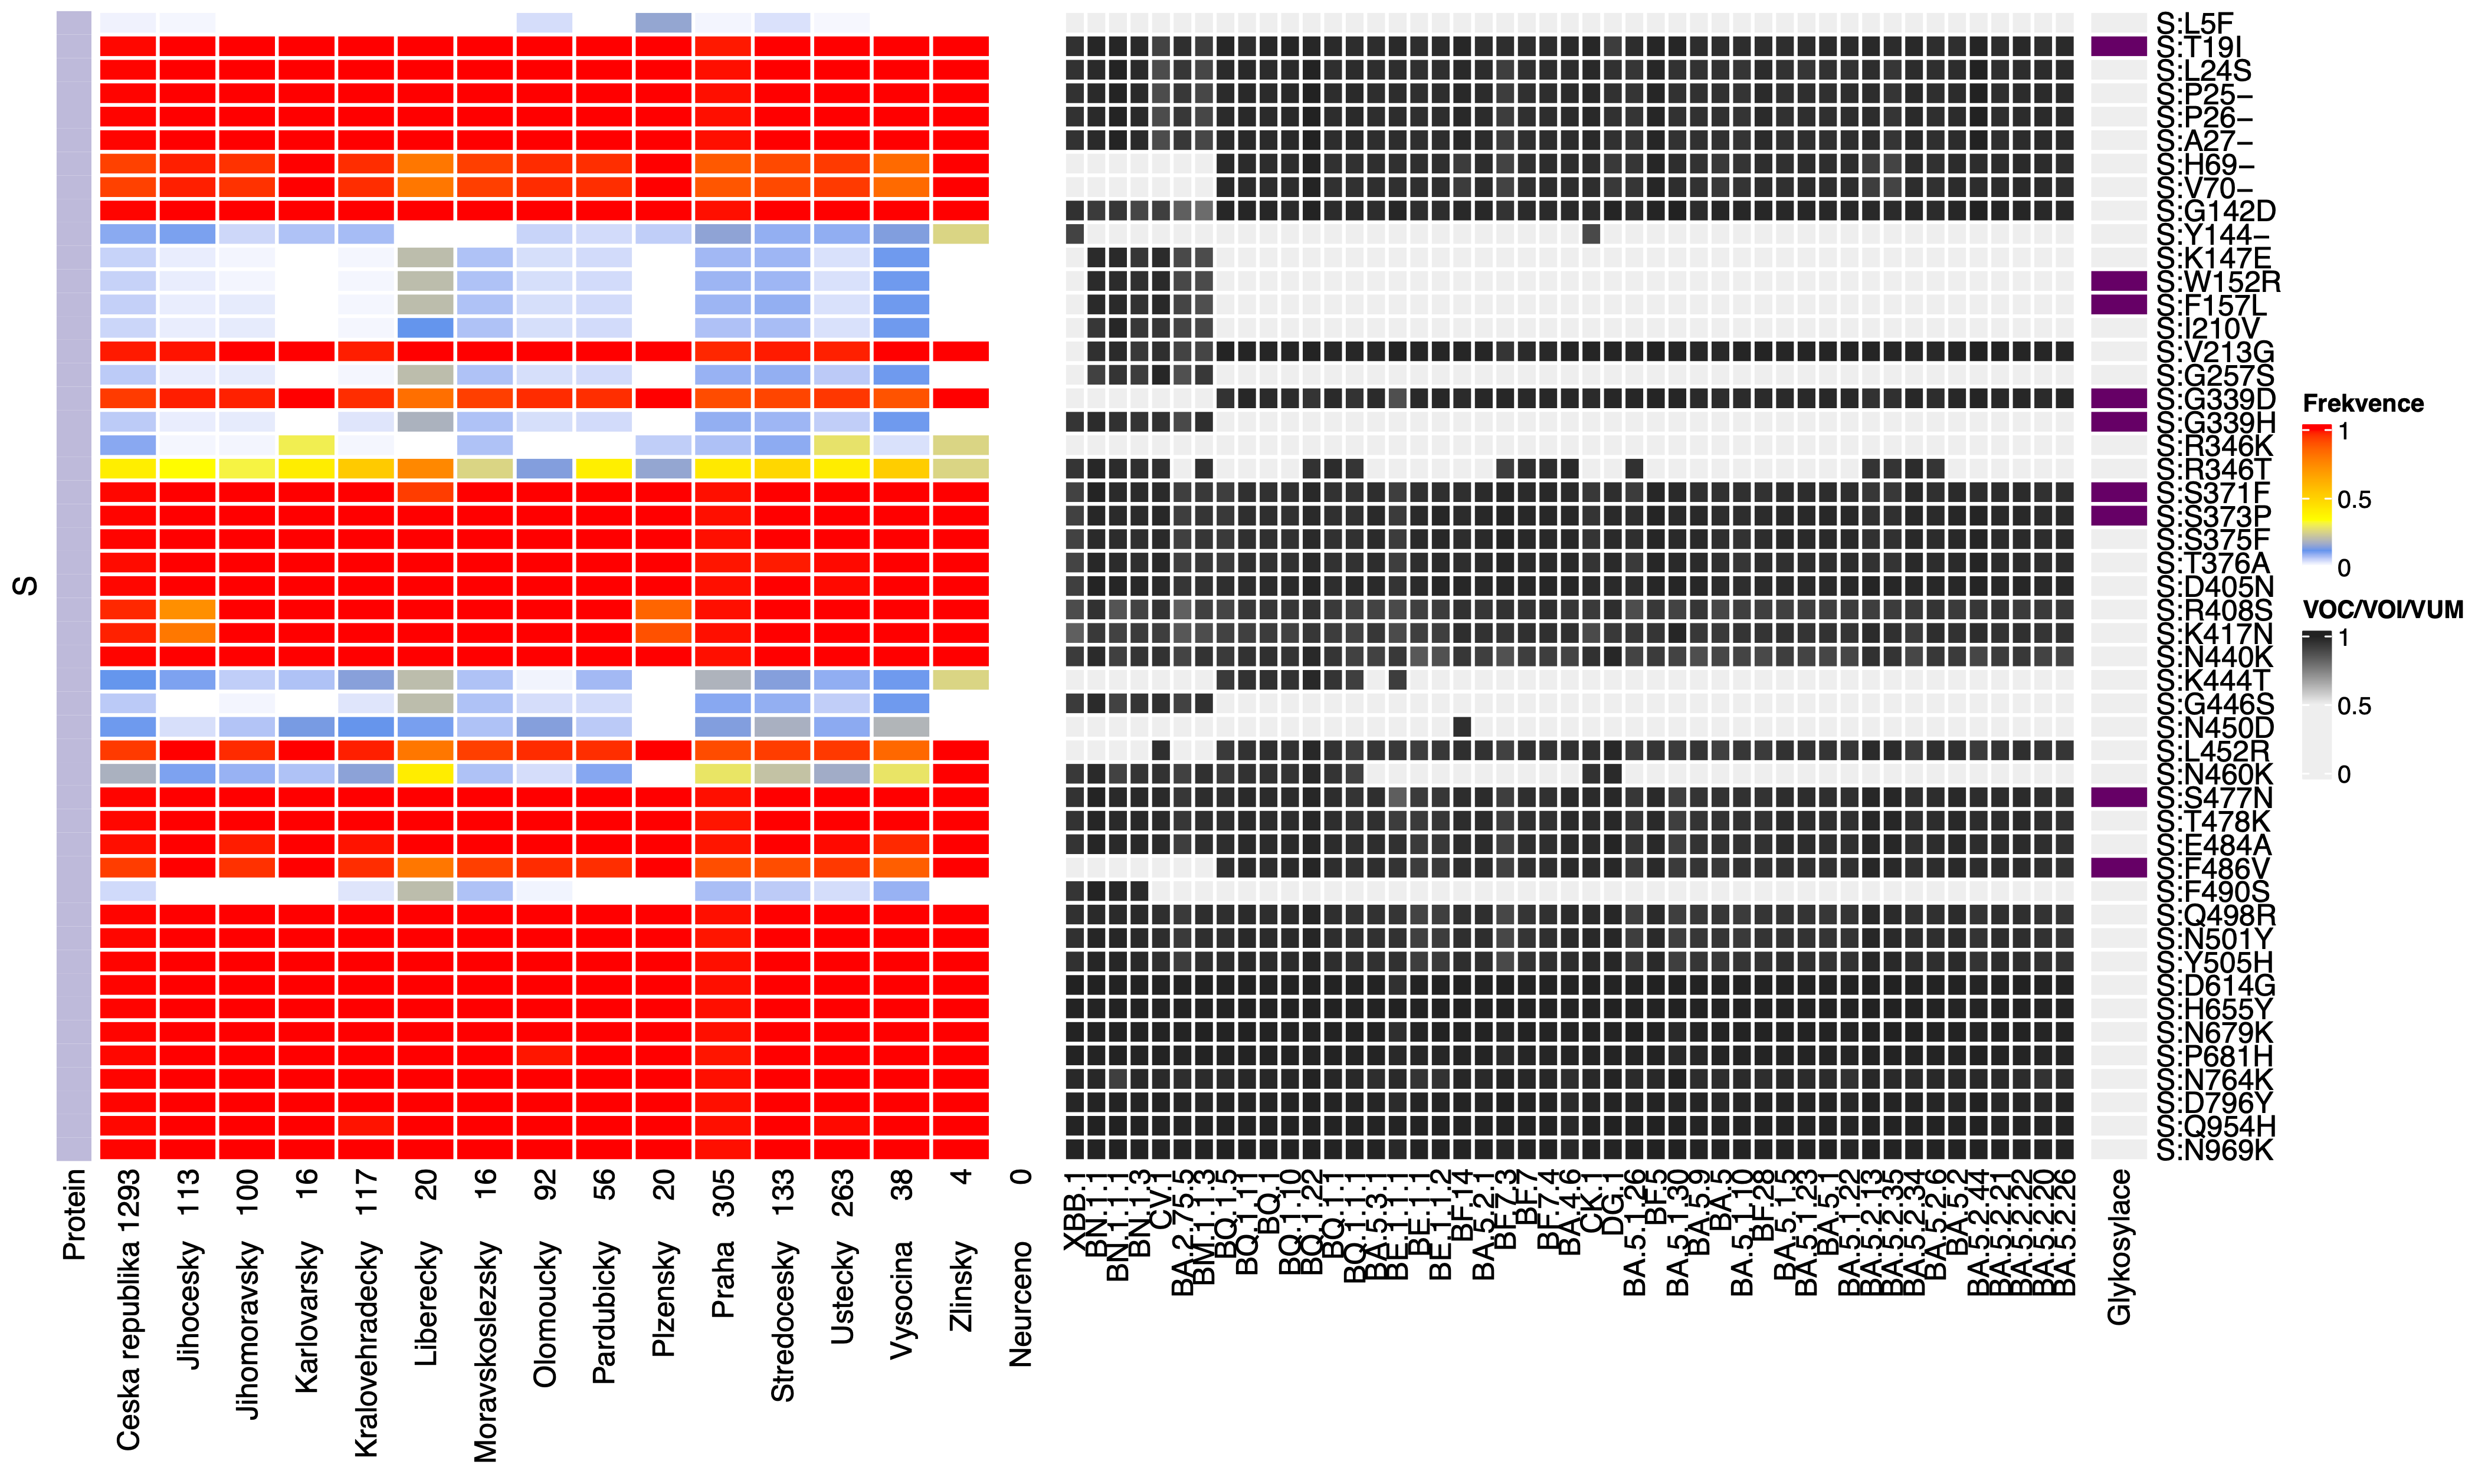 S
S:L5F
S:T19I
S:L24S
S:P25−
S:P26−
S:A27−
S:H69−
S:V70−
S:G142D
S:Y144−
S:K147E
S:W152R
S:F157L
S:I210V
S:V213G
S:G257S
S:G339D
S:G339H
S:R346K
S:R346T
S:S371F
S:S373P
S:S375F
S:T376A
S:D405N
S:R408S
S:K417N
S:N440K
S:K444T
S:G446S
S:N450D
S:L452R
S:N460K
S:S477N
S:T478K
S:E484A
S:F486V
S:F490S
S:Q498R
S:N501Y
S:Y505H
S:D614G
S:H655Y
S:N679K
S:P681H
S:N764K
S:D796Y
S:Q954H
S:N969K
Frekvence
1
0.5
0
VOC/VOI/VUM
1
0.5
0
Protein
Ceska republika 1293
Jihocesky 113
Jihomoravsky 100
Karlovarsky 16
Kralovehradecky 117
Liberecky 20
Moravskoslezsky 16
Olomoucky 92
Pardubicky 56
Plzensky 20
Praha 305
Stredocesky 133
Ustecky 263
Vysocina 38
Zlinsky 4
Neurceno 0
XBB.1
BN.1.1
BN.1.1.1
BN.1.3
CV.1
BA.2.75.5
BM.1.1.3
BQ.1.5
BQ.1.11
BQ.1
BQ.1.10
BQ.1.22
BQ.1.1
BQ.1.1.1
BA.5.3.1
BE.1.1.1
BE.1.1
BE.1.1.2
BF.14
BA.5.2.1
BF.7.3
BF.7
BF.7.4
BA.4.6
CK.1
DG.1
BA.5.1.26
BF.5
BA.5.1.30
BA.5.9
BA.5
BA.5.1.10
BF.28
BA.5.1.5
BA.5.1.23
BA.5.1
BA.5.1.22
BA.5.2.13
BA.5.2.35
BA.5.2.34
BA.5.2.6
BA.5.2
BA.5.2.44
BA.5.2.21
BA.5.2.22
BA.5.2.20
BA.5.2.26
Glykosylace